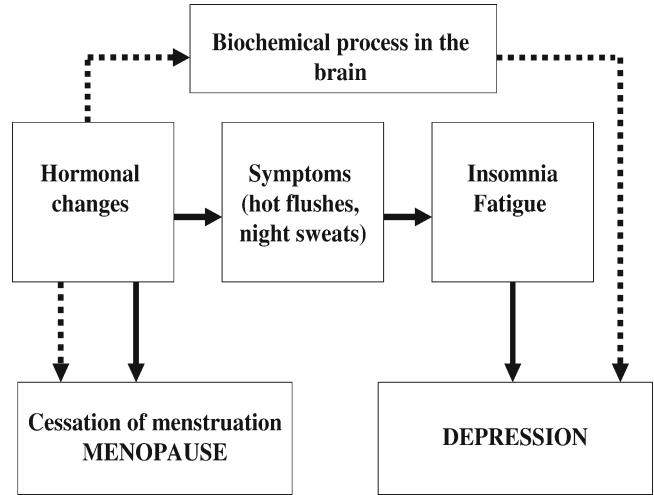 Biochemical process in the
brain
Hormonal
changes
Symptoms
(hot flushes,
night sweats)
Insomnia
Fatigue
Cessation of menstruation
MENOPAUSE
DEPRESSION